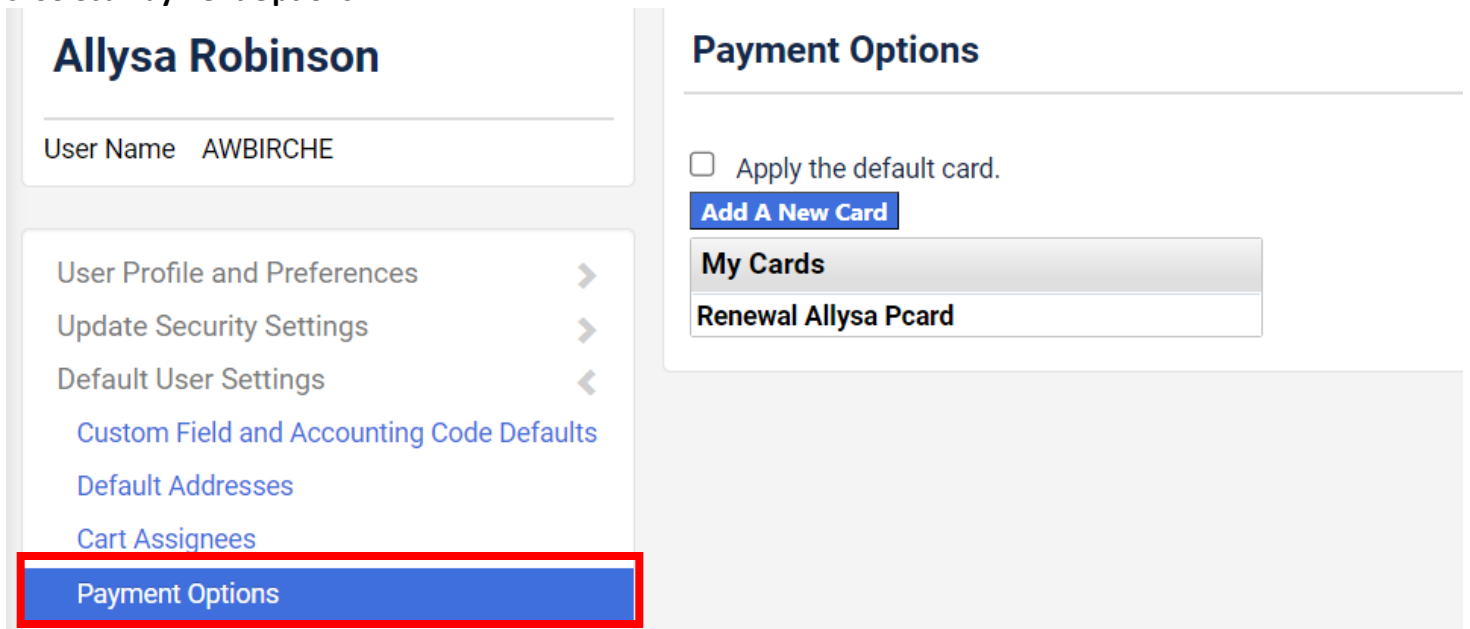 Allysa Robinson
User Name AWBIRCHE
User Profile and Preferences
Update Security Settings
Default User Settings
Custom Field and Accounting Code Defaults
Default Addresses
Cart Assignees
Payment Options
Payment Options
Apply the default card.
Add A New Card
My Cards
Renewal Allysa Pcard